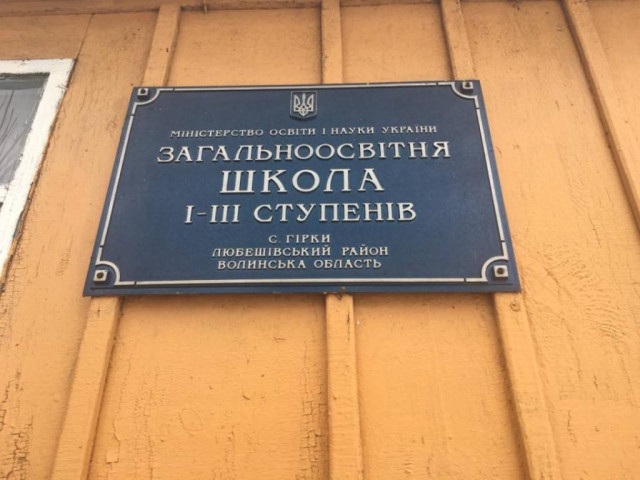 МІНІСТЕРСТВО ОСВІТИ І НАУКИ УКРАЇНИ
ЗАГАЛЬНООСВІТНЯ
ШКОЛА
І-ІІІ СТУПЕНІВ
С. ГІРКИ
ЛЮБЕШІВСЬКИЙ РАЙОН
ВОЛИНСЬКА ОБЛАСТЬ